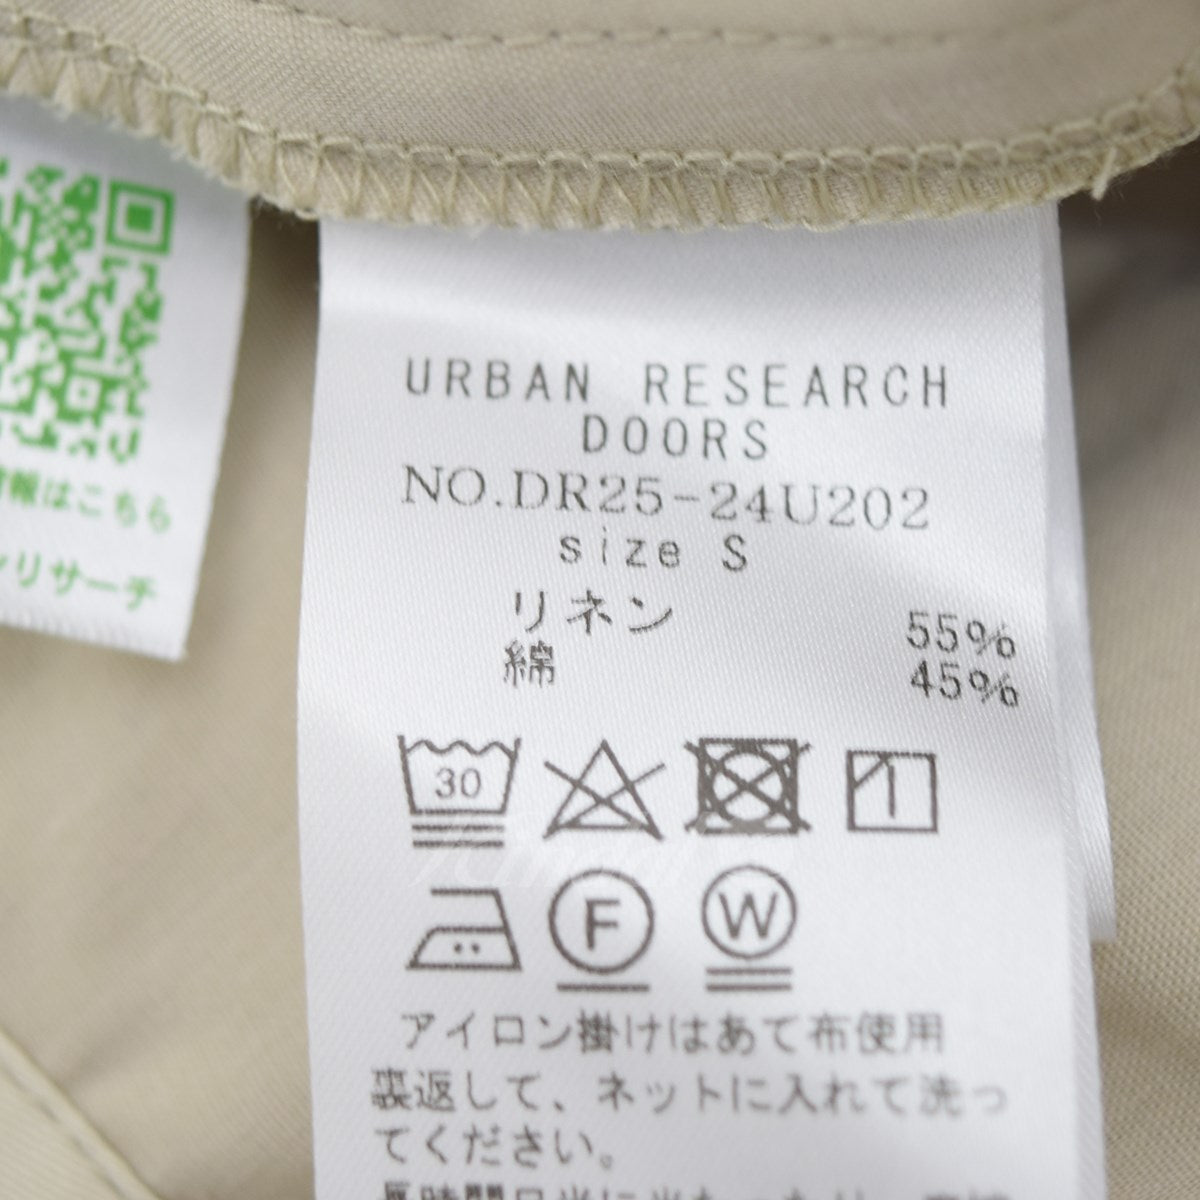 URBAN RESEARCH
DOORS
NO.DR25-24U202
size S
リネン 55%
綿 45%
30
F
W
アイロン掛けはあて布使用
裏返して、ネットに入れて洗っ
てください。
報はこちら
リサーチ